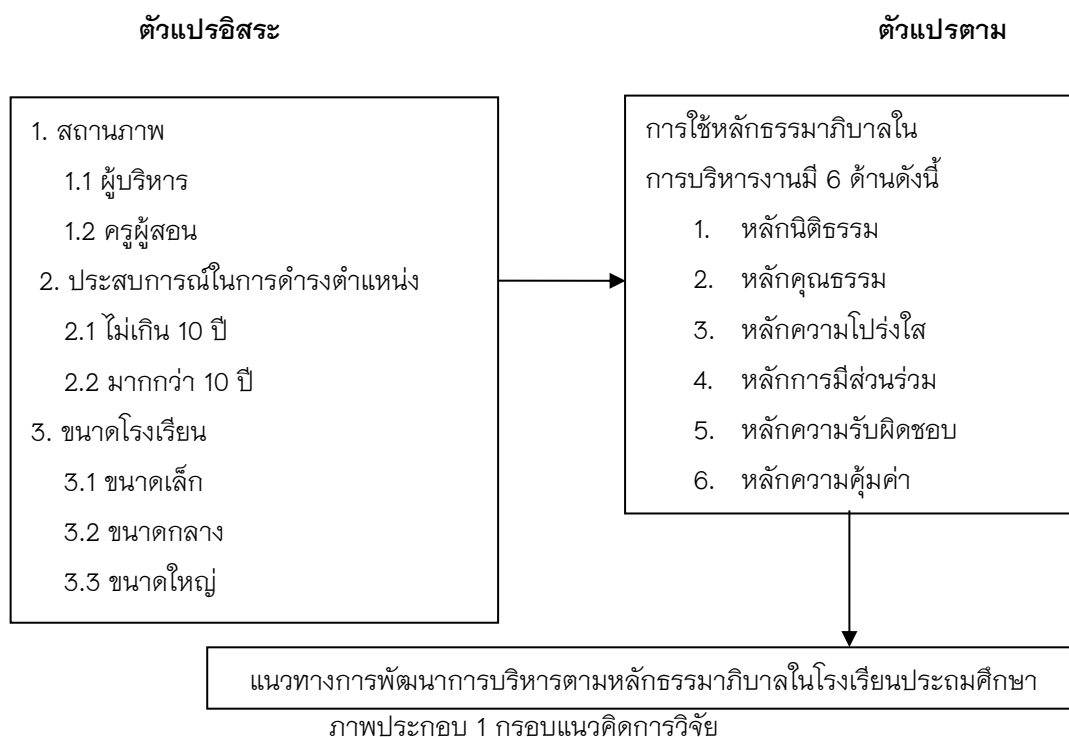 ตัวแปรอิสระ
ตัวแปรตาม
1. สถานภาพ
1.1 ผู้บริหาร
1.2 ครูผู้สอน
2. ประสบการณ์ในการดำรงตำแหน่ง
2.1 ไม่เกิน 10 ปี
2.2 มากกว่า 10 ปี
3. ขนาดโรงเรียน
3.1 ขนาดเล็ก
3.2 ขนาดกลาง
3.3 ขนาดใหญ่
การใช้หลักธรรมาภิบาลใน
การบริหารงานมี 6 ด้านดังนี้
1. หลักนิติธรรม
2. หลักคุณธรรม
3. หลักความโปร่งใส
4. หลักการมีส่วนร่วม
5. หลักความรับผิดชอบ
6. หลักความคุ้มค่า
แนวทางการพัฒนาการบริหารตามหลักธรรมาภิบาลในโรงเรียนประถมศึกษา
ภาพประกอบ 1 กรอบแนวคิดการวิจัย